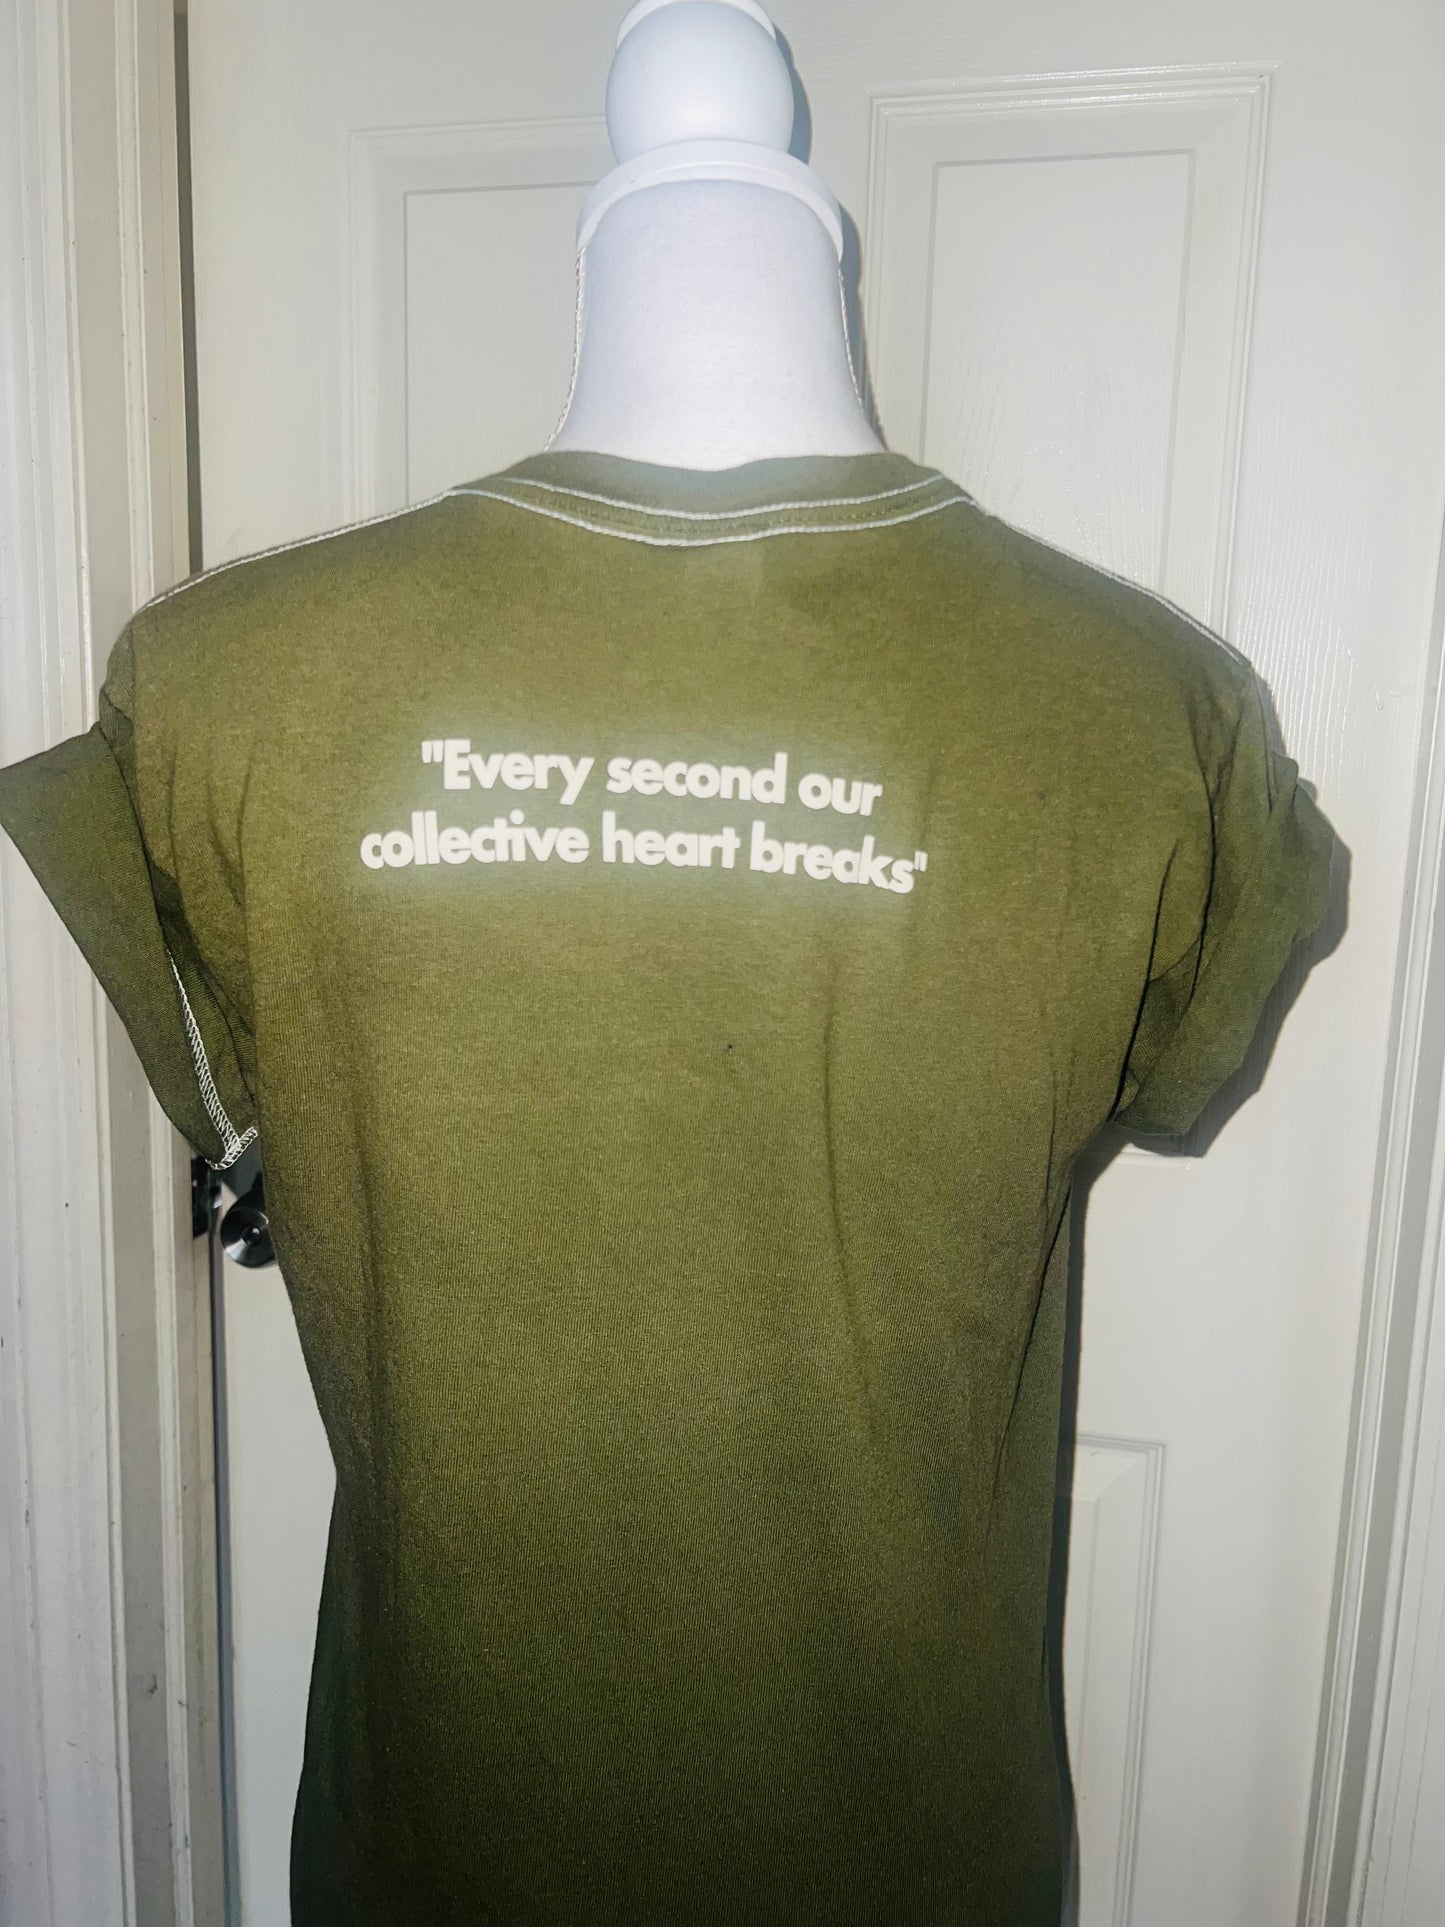 "Every second our
collective heart breaks"